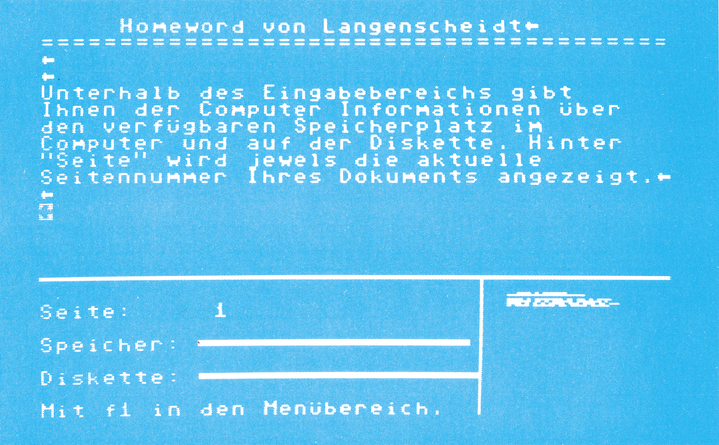 Homeword von Langenscheidt←
=======================================
←
←
Unterhalb des Eingabebereichs gibt
Ihnen der Computer Informationen über
den verfügbaren Speicherplatz im
Computer und auf der Diskette. Hinter
"Seite" wird jewels die aktuelle
Seitennummer Ihres Dokuments angezeigt.←
←
Seite: 1
Speicher:
Diskette:
Mit f1 in den Menübereich.